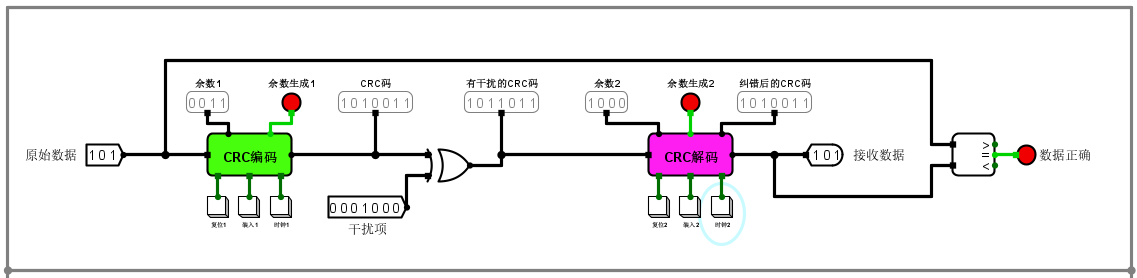 余数1
余数生成1
CRC码
有干扰的CRC码
余数2
余数生成2
纠错后的CRC码
0011
1010011
1011011
1000
1010011
原始数据
101
CRC编码
CRC解码
101
接收数据
>
=
<
数据正确
0001000
干扰项
复位1
输入1
时钟1
复位2
输入2
时钟2